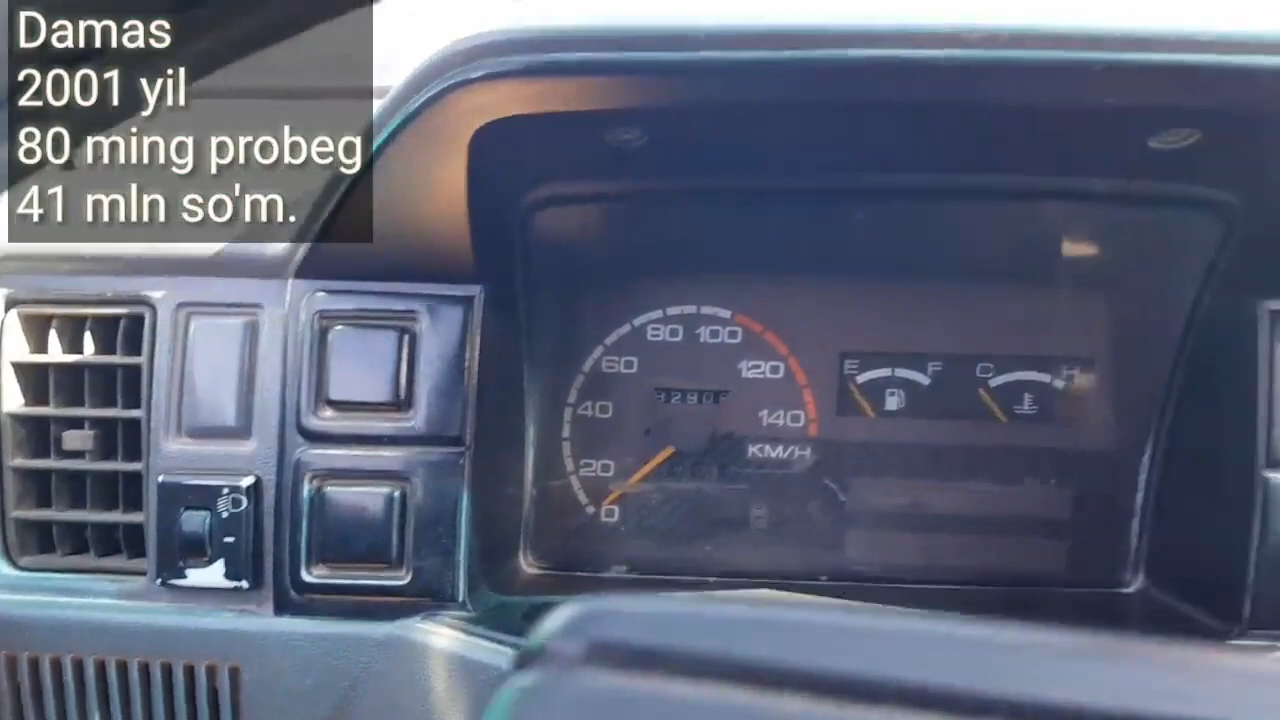 Damas
2001 yil
80 ming probeg
41 mln so'm.
80 100
60
120
40
140
20
KM/H
0
E F
C H